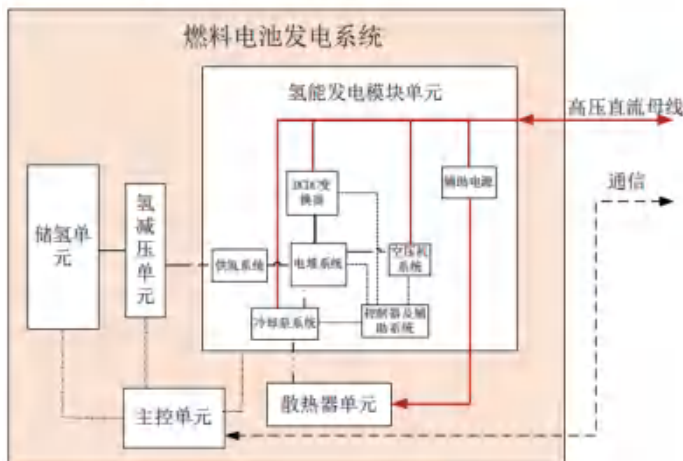 燃料电池发电系统
氢能发电模块单元
高压直流母线
通信
DCDC变
换器
辅助电源
储氢单
元
氢
减
压
单
元
供氢系统
电堆系统
空压机
系统
冷却泵系统
控制器及辅
助系统
主控单元
散热器单元